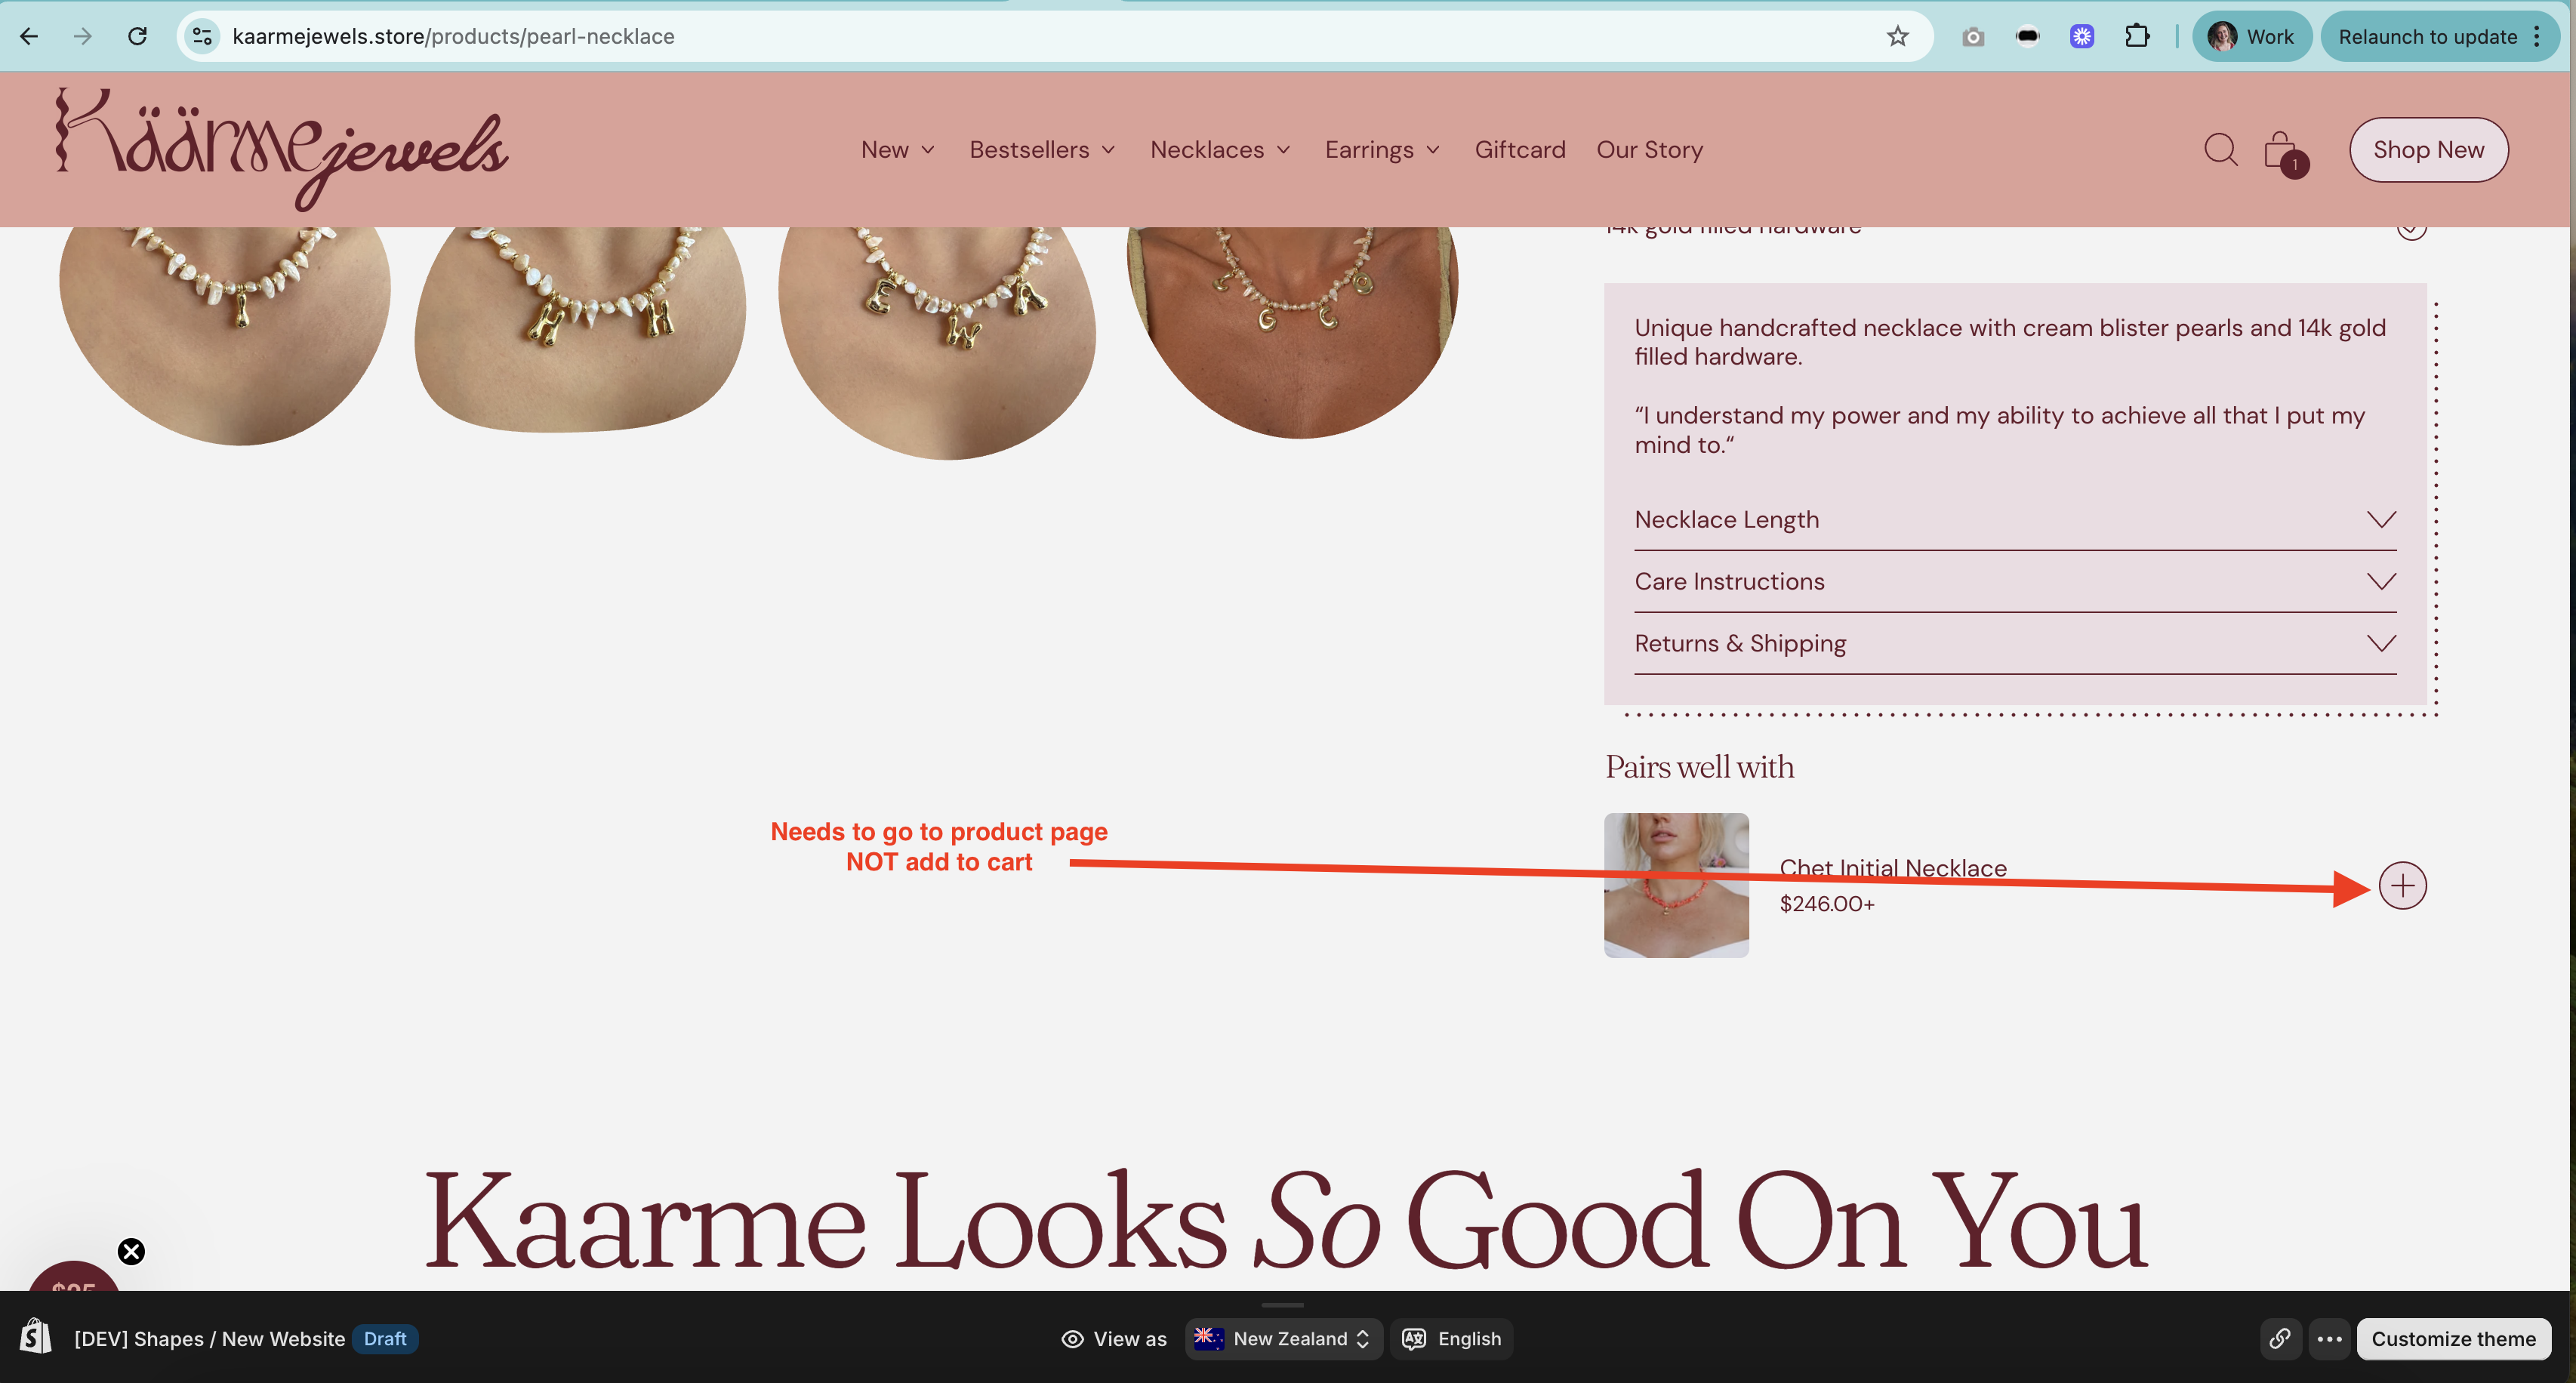 kaarmejewels.store/products/pearl-necklace
Work
Relaunch to update
Käärmejewels
New
Bestsellers
Necklaces
Earrings
Giftcard
Our Story
1
Shop New
14k gold filled hardware
I
H H
E W A
G C
Unique handcrafted necklace with cream blister pearls and 14k gold
filled hardware.
“I understand my power and my ability to achieve all that I put my
mind to.“
Necklace Length
Care Instructions
Returns & Shipping
Pairs well with
Needs to go to product page
NOT add to cart
Chet Initial Necklace
$246.00+
Kaarme Looks So Good On You
[DEV] Shapes / New Website
Draft
View as
New Zealand
English
Customize theme